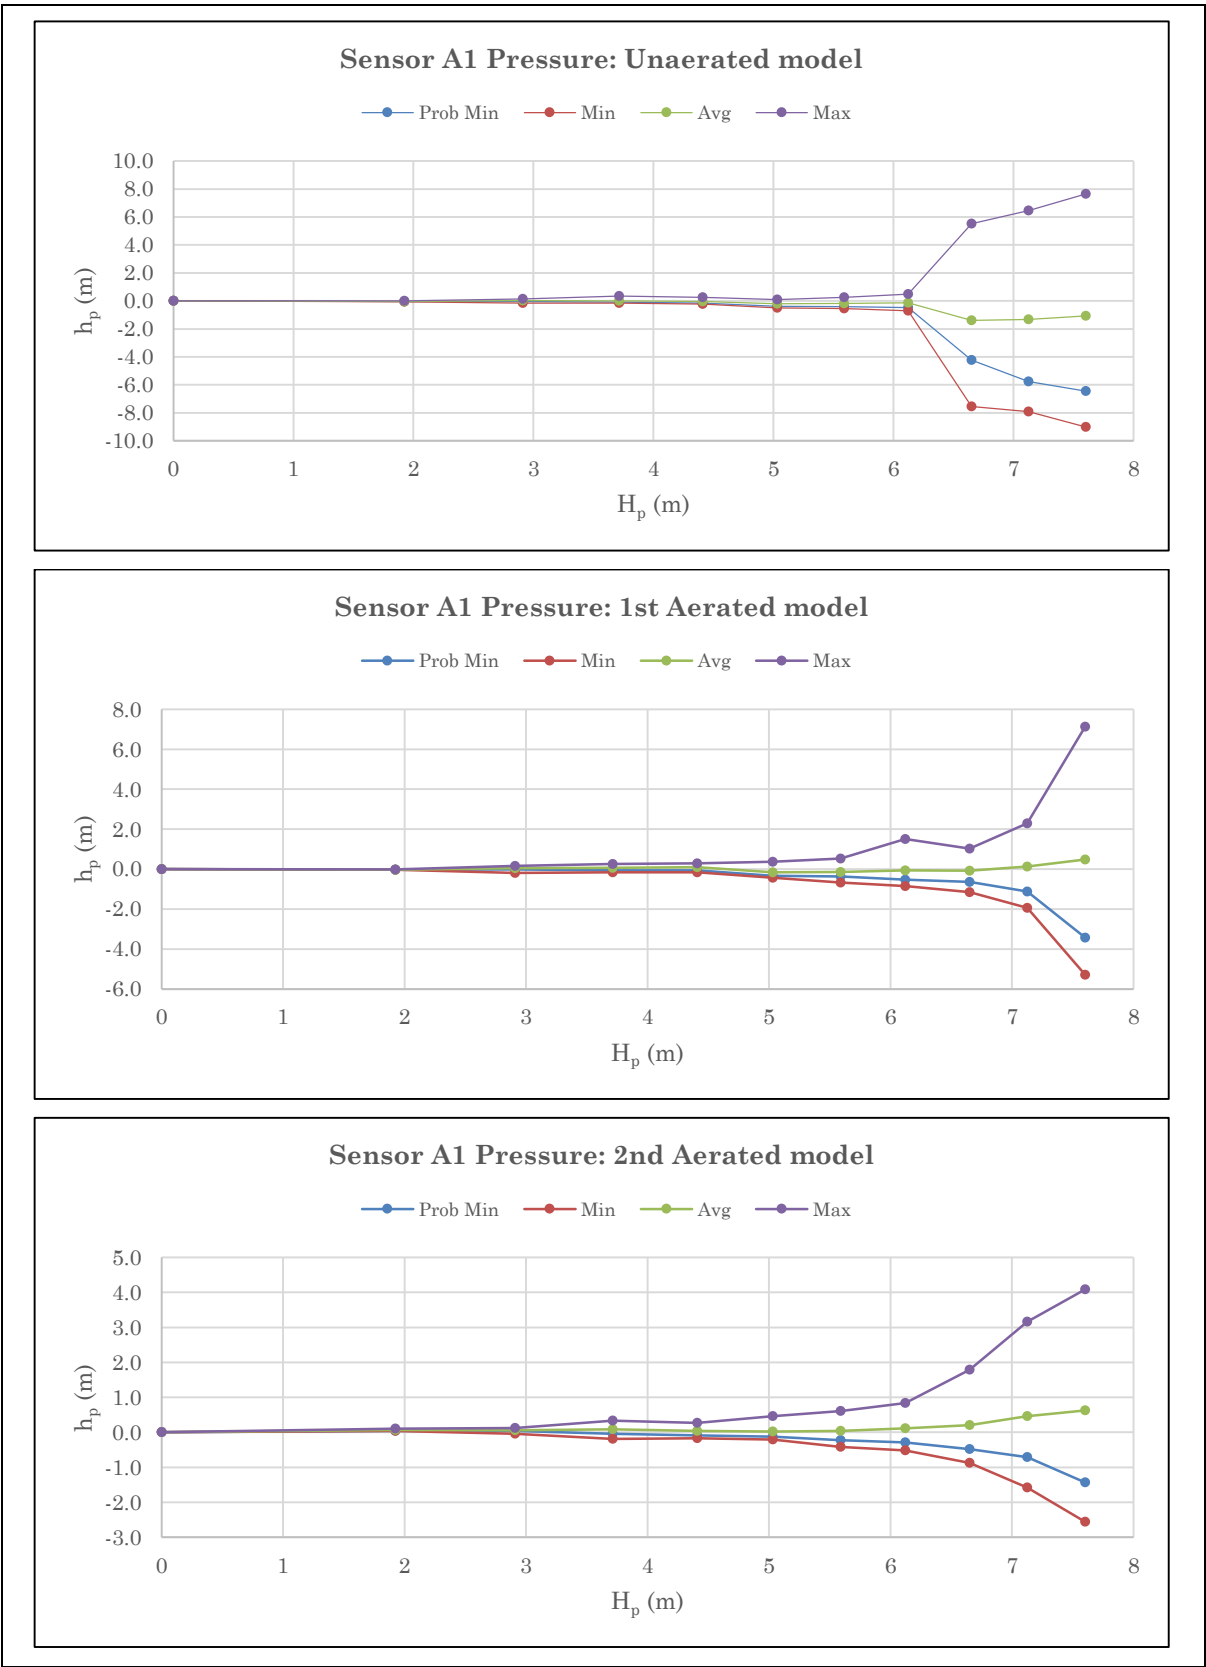 Sensor A1 Pressure: Unaerated model
Prob Min Min Avg Max
10.0
8.0
6.0
4.0
2.0
0.0
-2.0
-4.0
-6.0
-8.0
-10.0
h_p (m)
0 1 2 3 4 5 6 7 8
H_p (m)
Sensor A1 Pressure: 1st Aerated model
Prob Min Min Avg Max
8.0
6.0
4.0
2.0
0.0
-2.0
-4.0
-6.0
h_p (m)
0 1 2 3 4 5 6 7 8
H_p (m)
Sensor A1 Pressure: 2nd Aerated model
Prob Min Min Avg Max
5.0
4.0
3.0
2.0
1.0
0.0
-1.0
-2.0
-3.0
h_p (m)
0 1 2 3 4 5 6 7 8
H_p (m)